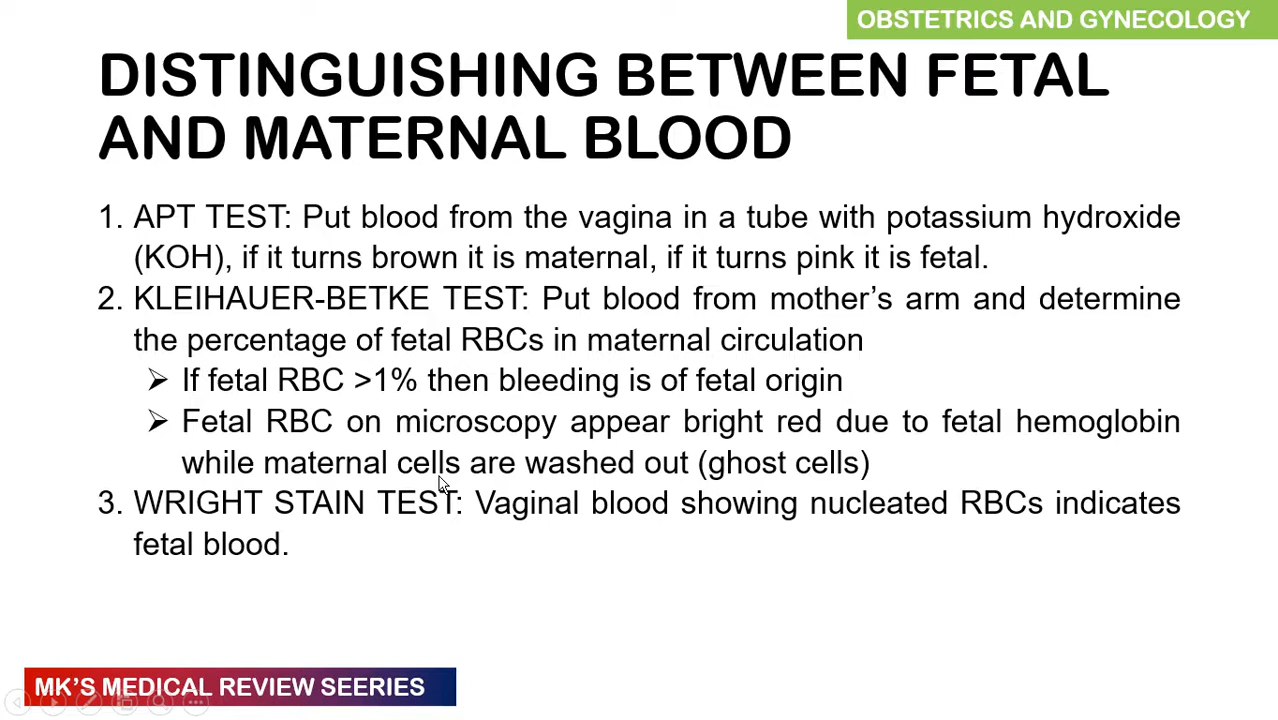 OBSTETRICS AND GYNECOLOGY
DISTINGUISHING BETWEEN FETAL
AND MATERNAL BLOOD
1. APT TEST: Put blood from the vagina in a tube with potassium hydroxide
(KOH), if it turns brown it is maternal, if it turns pink it is fetal.
2. KLEIHAUER-BETKE TEST: Put blood from mother’s arm and determine
the percentage of fetal RBCs in maternal circulation
➢ If fetal RBC >1% then bleeding is of fetal origin
➢ Fetal RBC on microscopy appear bright red due to fetal hemoglobin
while maternal cells are washed out (ghost cells)
3. WRIGHT STAIN TEST: Vaginal blood showing nucleated RBCs indicates
fetal blood.
MK’S MEDICAL REVIEW SEERIES